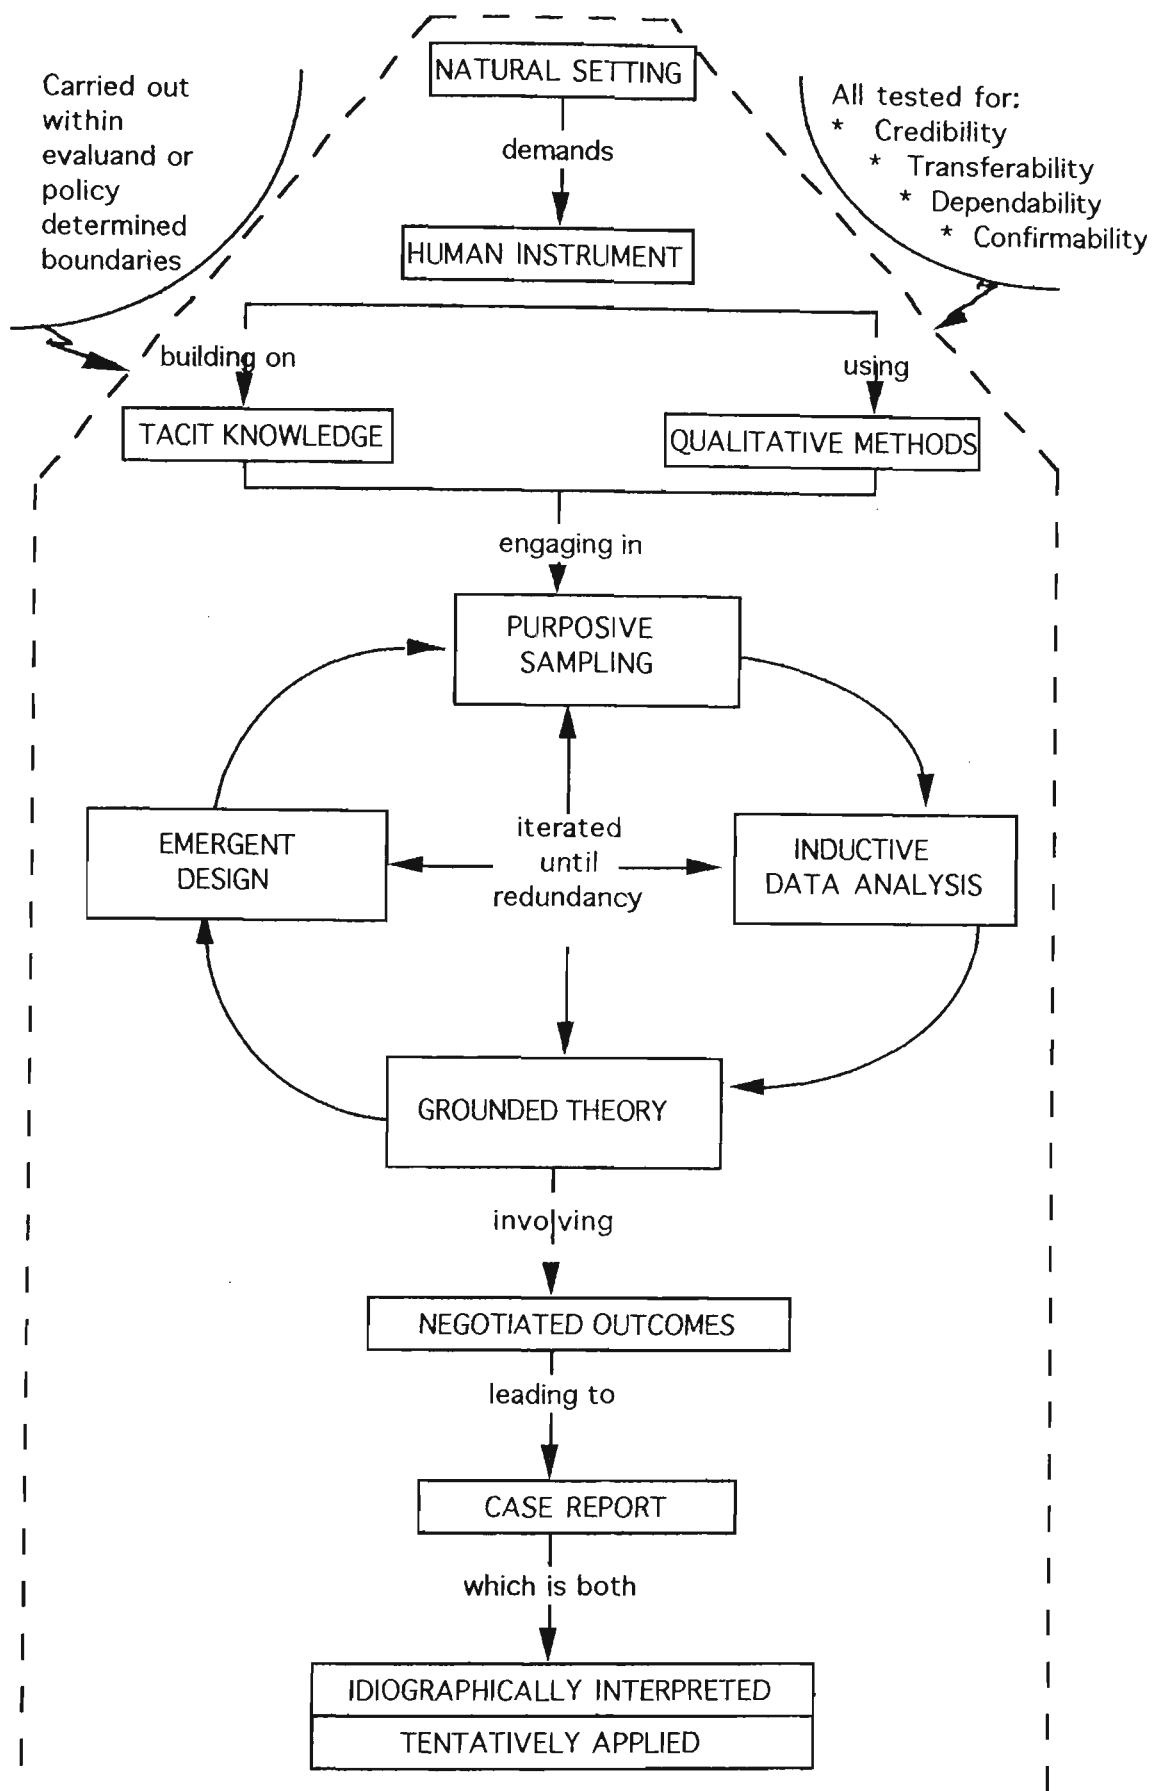 NATURAL SETTING
Carried out
within
evaluand or
policy
determined
boundaries
All tested for:
* Credibility
* Transferability
* Dependability
* Confirmability
demands
HUMAN INSTRUMENT
building on
using
TACIT KNOWLEDGE
QUALITATIVE METHODS
engaging in
PURPOSIVE
SAMPLING
EMERGENT
DESIGN
iterated
until
redundancy
INDUCTIVE
DATA ANALYSIS
GROUNDED THEORY
involving
NEGOTIATED OUTCOMES
leading to
CASE REPORT
which is both
IDIOGRAPHICALLY INTERPRETED
TENTATIVELY APPLIED